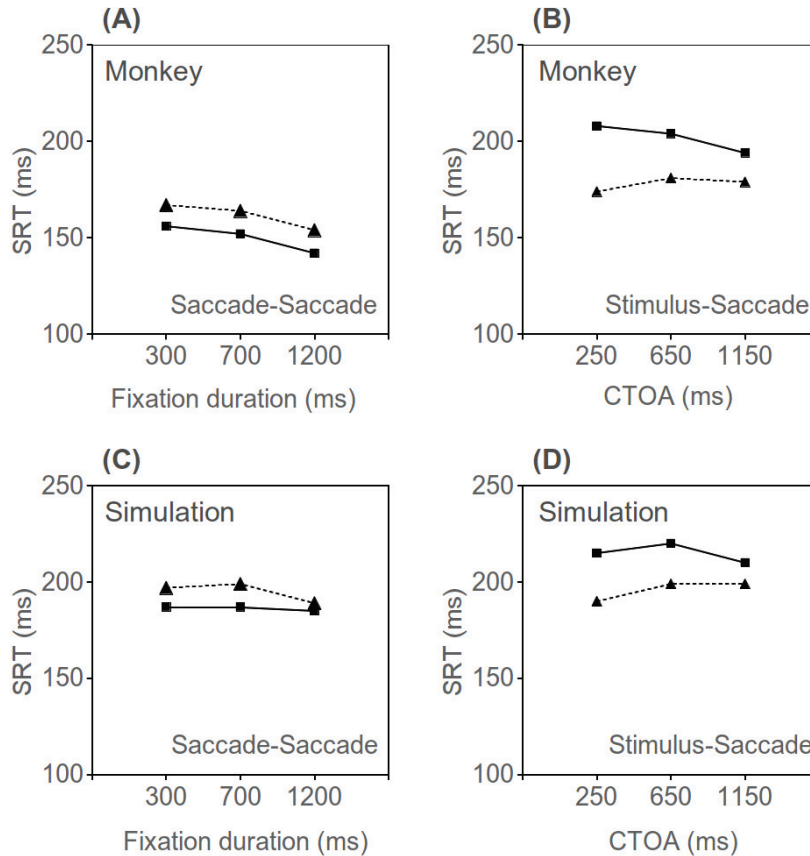 (A)
250
Monkey
200
SRT (ms)
150
Saccade-Saccade
100
300 700 1200
Fixation duration (ms)
(B)
250
Monkey
200
SRT (ms)
150
Stimulus-Saccade
100
250 650 1150
CTOA (ms)
(C)
250
Simulation
200
SRT (ms)
150
Saccade-Saccade
100
300 700 1200
Fixation duration (ms)
(D)
250
Simulation
200
SRT (ms)
150
Stimulus-Saccade
100
250 650 1150
CTOA (ms)